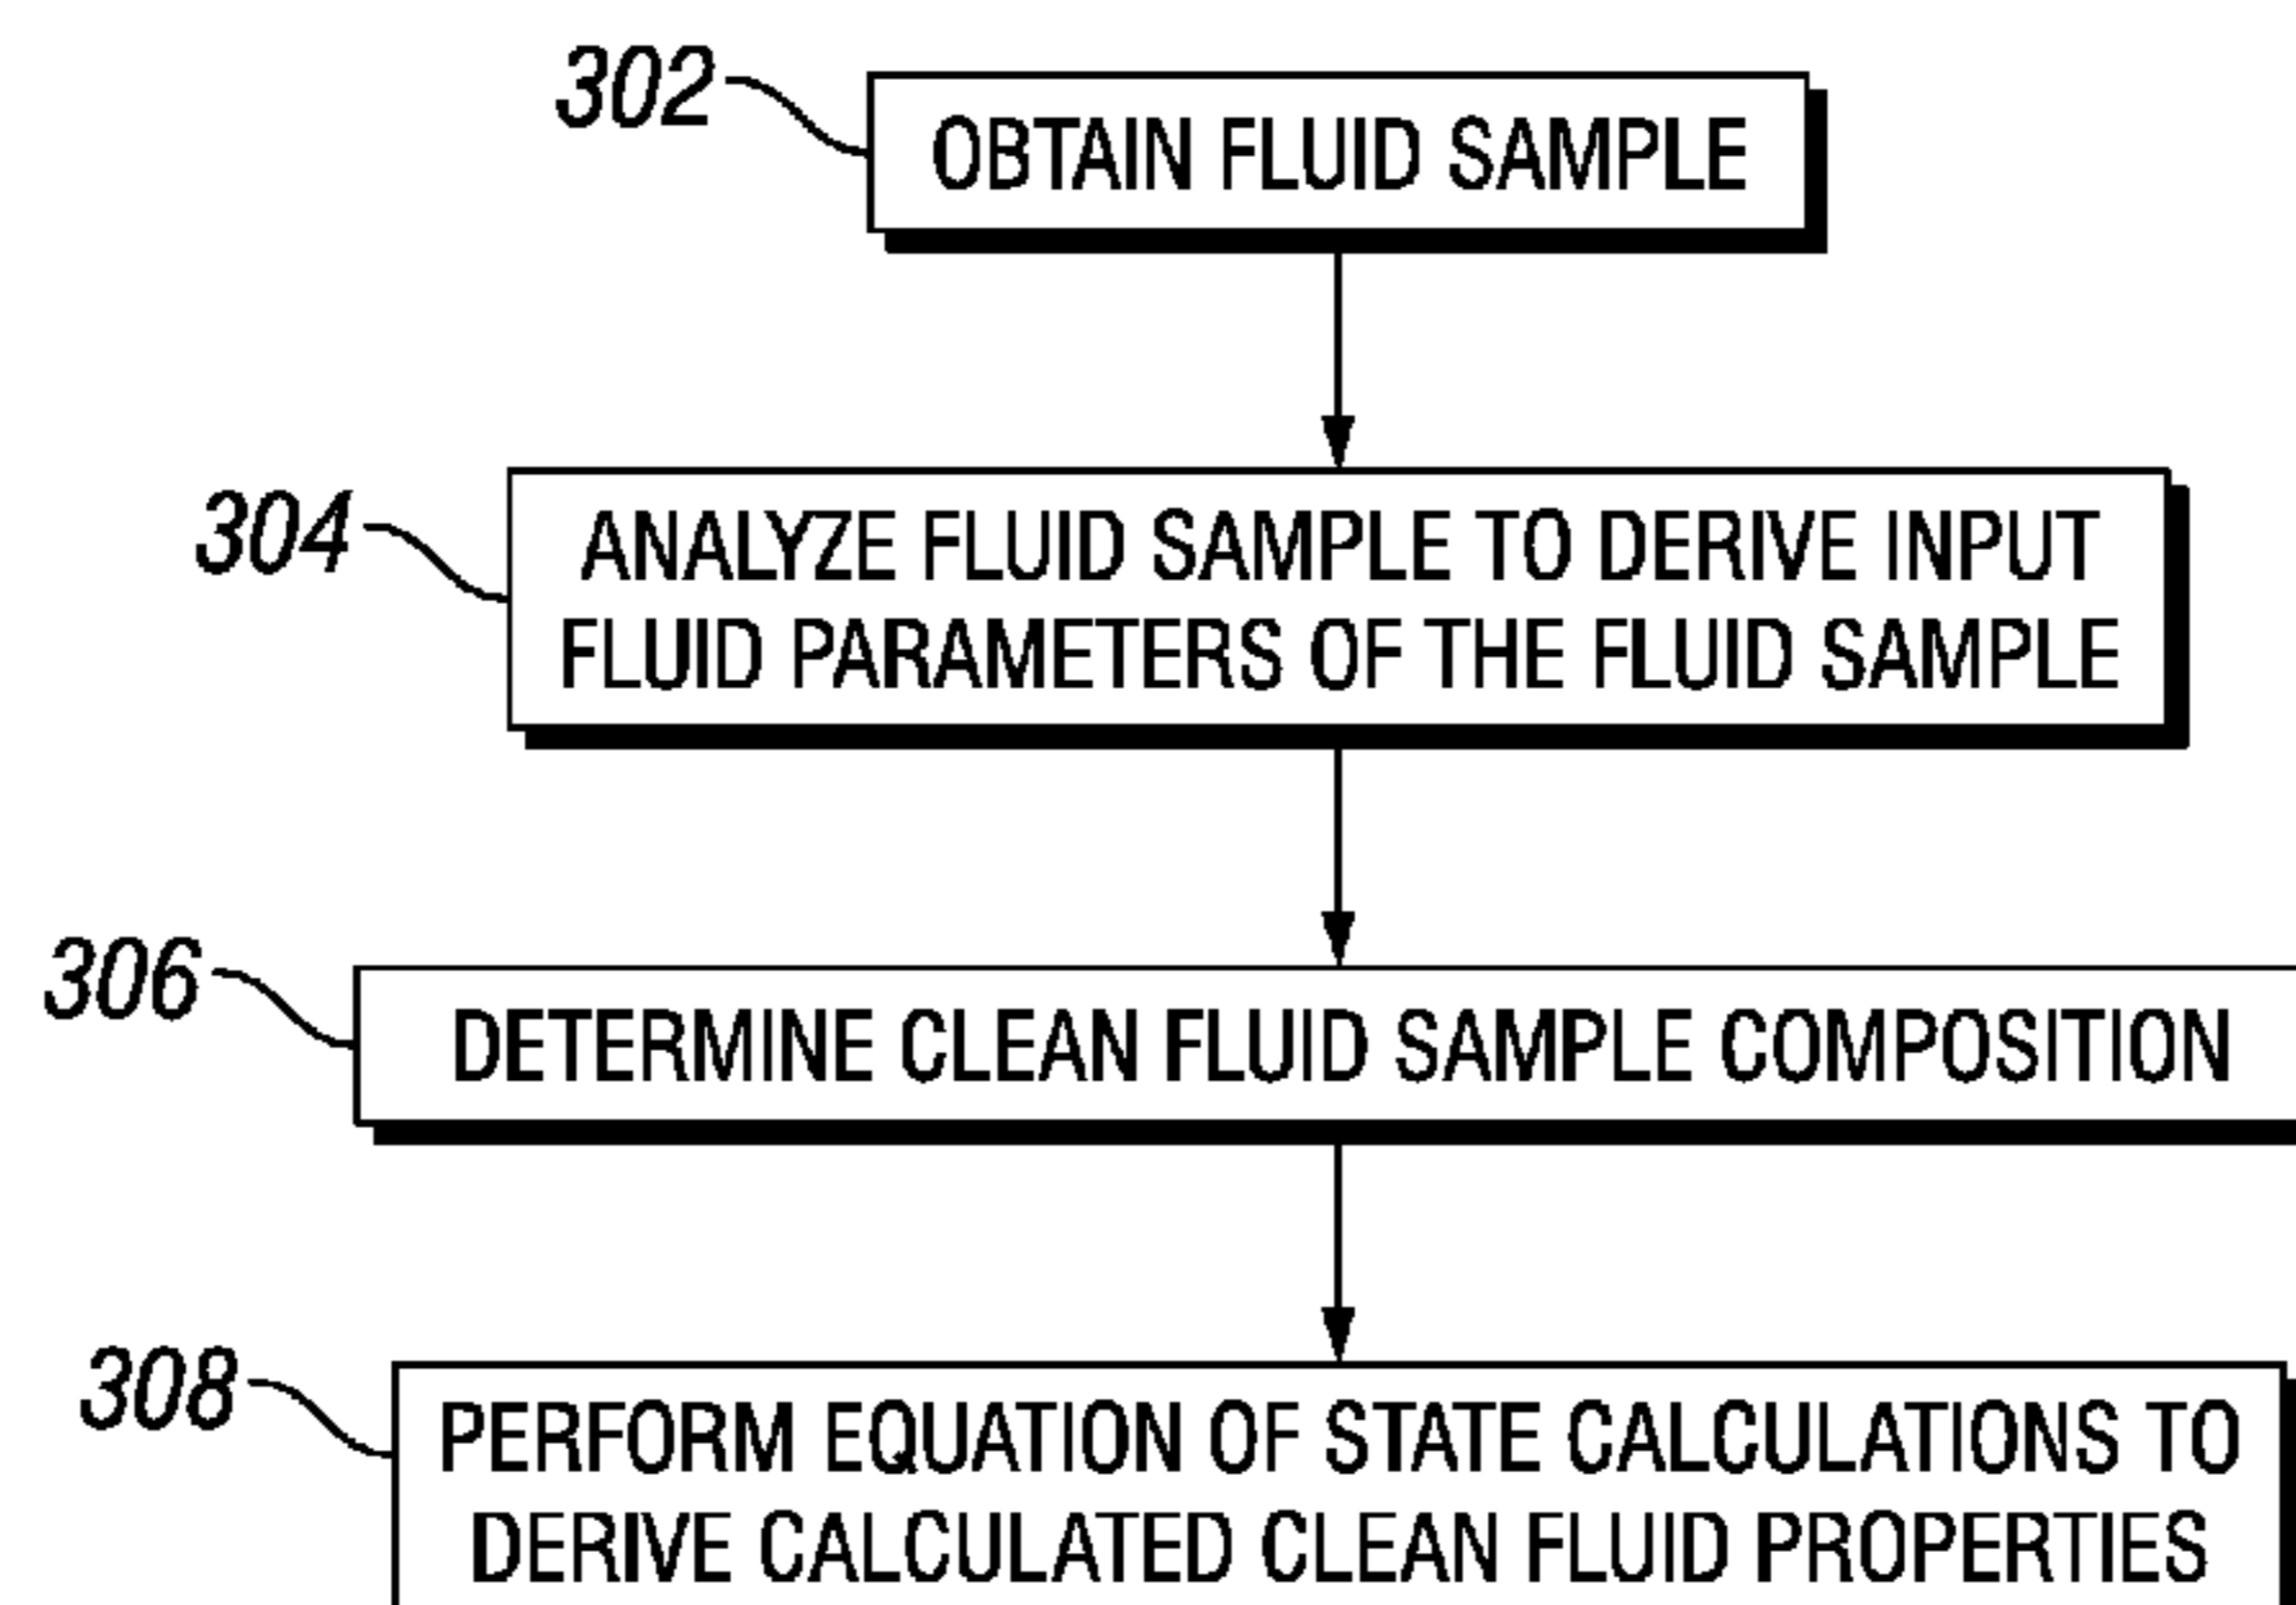 302
OBTAIN FLUID SAMPLE
304
ANALYZE FLUID SAMPLE TO DERIVE INPUT
FLUID PARAMETERS OF THE FLUID SAMPLE
306
DETERMINE CLEAN FLUID SAMPLE COMPOSITION
308
PERFORM EQUATION OF STATE CALCULATIONS TO
DERIVE CALCULATED CLEAN FLUID PROPERTIES